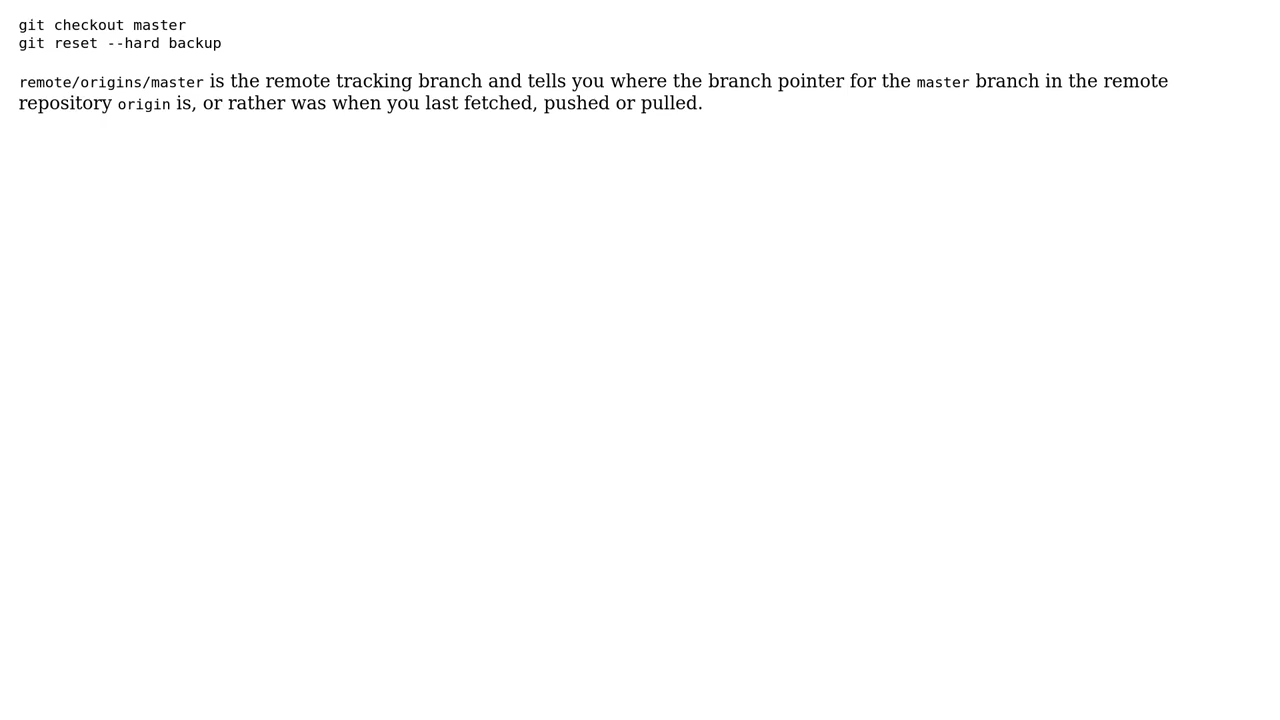 git checkout master
git reset --hard backup
remote/origins/master is the remote tracking branch and tells you where the branch pointer for the master branch in the remote
repository origin is, or rather was when you last fetched, pushed or pulled.